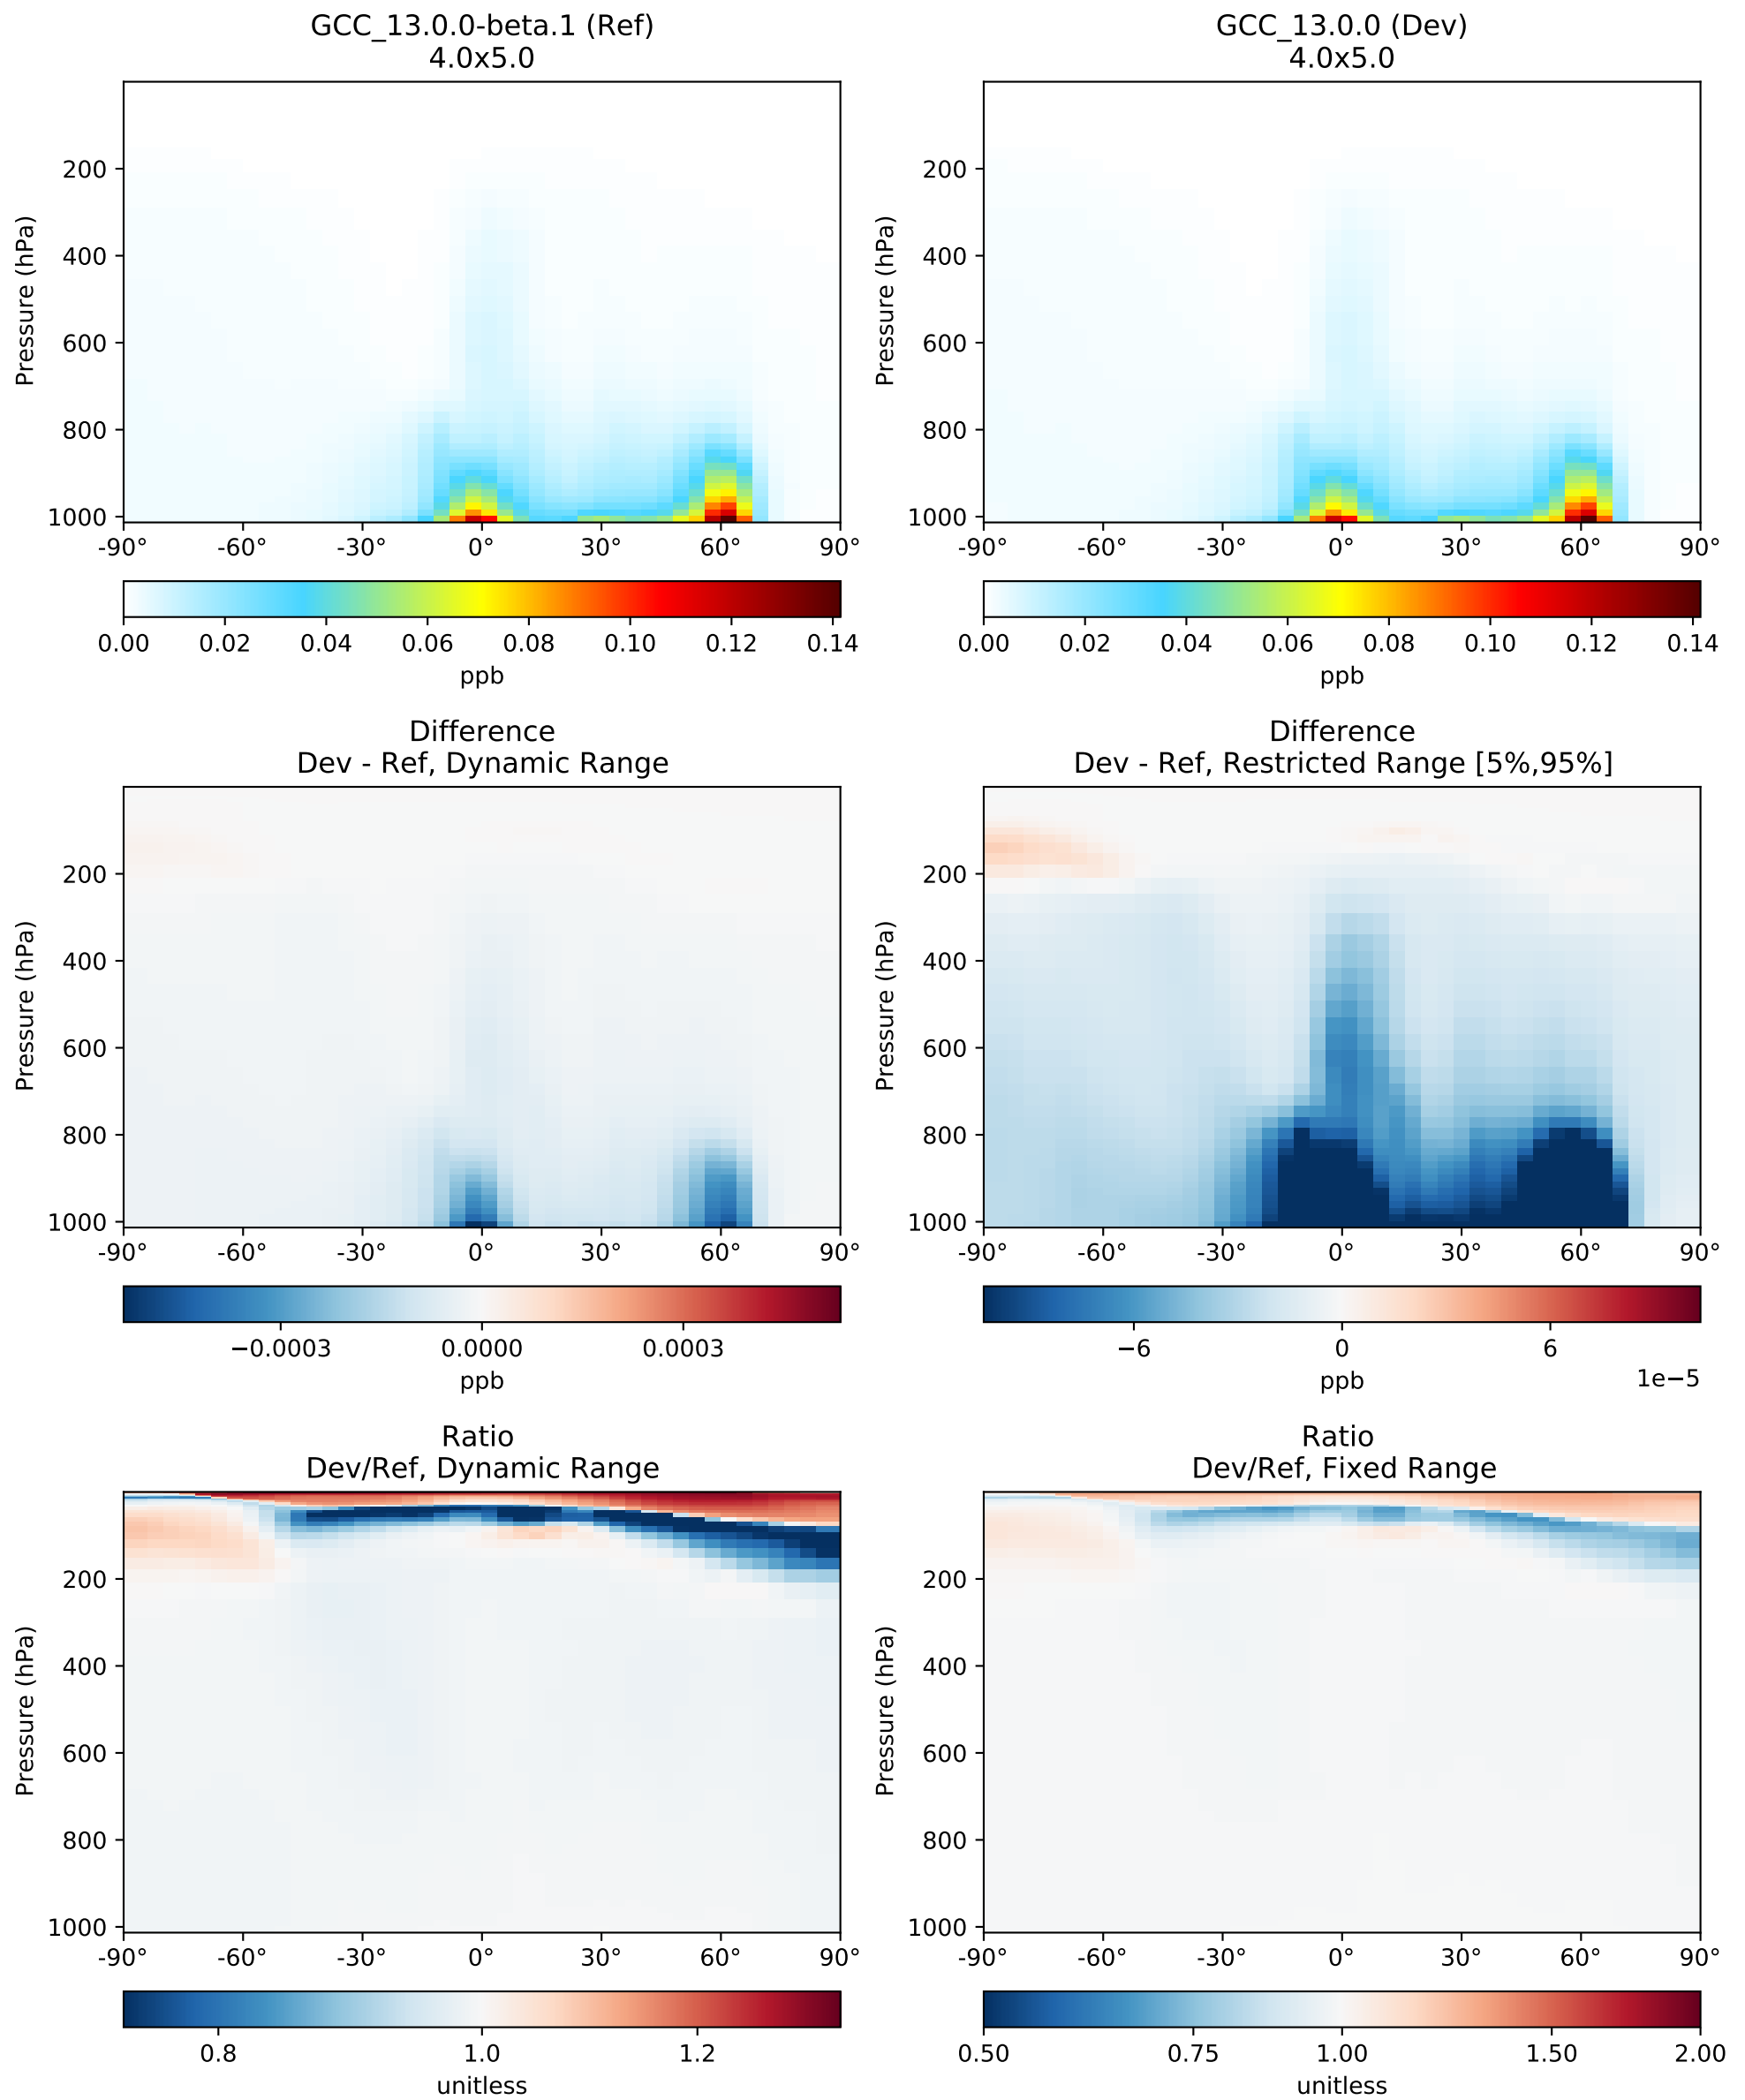 GCC_13.0.0-beta.1 (Ref)
4.0x5.0
GCC_13.0.0 (Dev)
4.0x5.0
Pressure (hPa)
200
400
600
800
1000
-90° -60° -30° 0° 30° 60° 90°
0.00 0.02 0.04 0.06 0.08 0.10 0.12 0.14
ppb
Pressure (hPa)
200
400
600
800
1000
-90° -60° -30° 0° 30° 60° 90°
0.00 0.02 0.04 0.06 0.08 0.10 0.12 0.14
ppb
Difference
Dev - Ref, Dynamic Range
Pressure (hPa)
200
400
600
800
1000
-90° -60° -30° 0° 30° 60° 90°
−0.0003 0.0000 0.0003
ppb
Difference
Dev - Ref, Restricted Range [5%,95%]
Pressure (hPa)
200
400
600
800
1000
-90° -60° -30° 0° 30° 60° 90°
−6 0 6
ppb
1e−5
Ratio
Dev/Ref, Dynamic Range
Pressure (hPa)
200
400
600
800
1000
-90° -60° -30° 0° 30° 60° 90°
0.8 1.0 1.2
unitless
Ratio
Dev/Ref, Fixed Range
Pressure (hPa)
200
400
600
800
1000
-90° -60° -30° 0° 30° 60° 90°
0.50 0.75 1.00 1.50 2.00
unitless